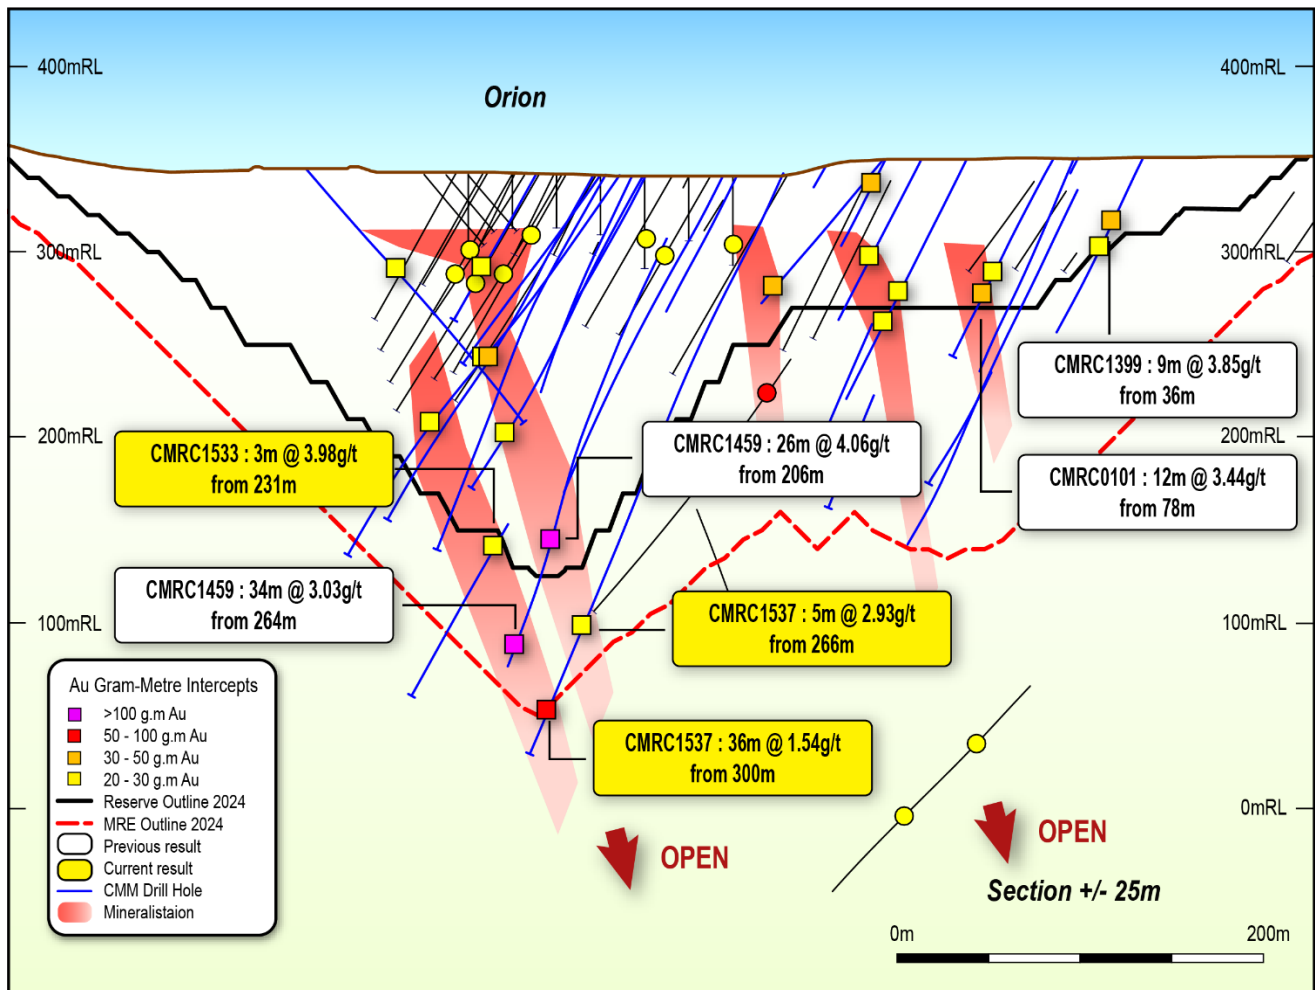 400mRL
400mRL
Orion
300mRL
300mRL
CMRC1399 : 9m @ 3.85g/t
from 36m
200mRL
200mRL
CMRC1533 : 3m @ 3.98g/t
from 231m
CMRC1459 : 26m @ 4.06g/t
from 206m
CMRC0101 : 12m @ 3.44g/t
from 78m
CMRC1459 : 34m @ 3.03g/t
from 264m
100mRL
100mRL
CMRC1537 : 5m @ 2.93g/t
from 266m
CMRC1537 : 36m @ 1.54g/t
from 300m
Au Gram-Metre Intercepts
>100 g.m Au
50 - 100 g.m Au
30 - 50 g.m Au
20 - 30 g.m Au
Reserve Outline 2024
MRE Outline 2024
Previous result
Current result
CMM Drill Hole
Mineralistaion
0mRL
OPEN
OPEN
Section +/- 25m
0m
200m